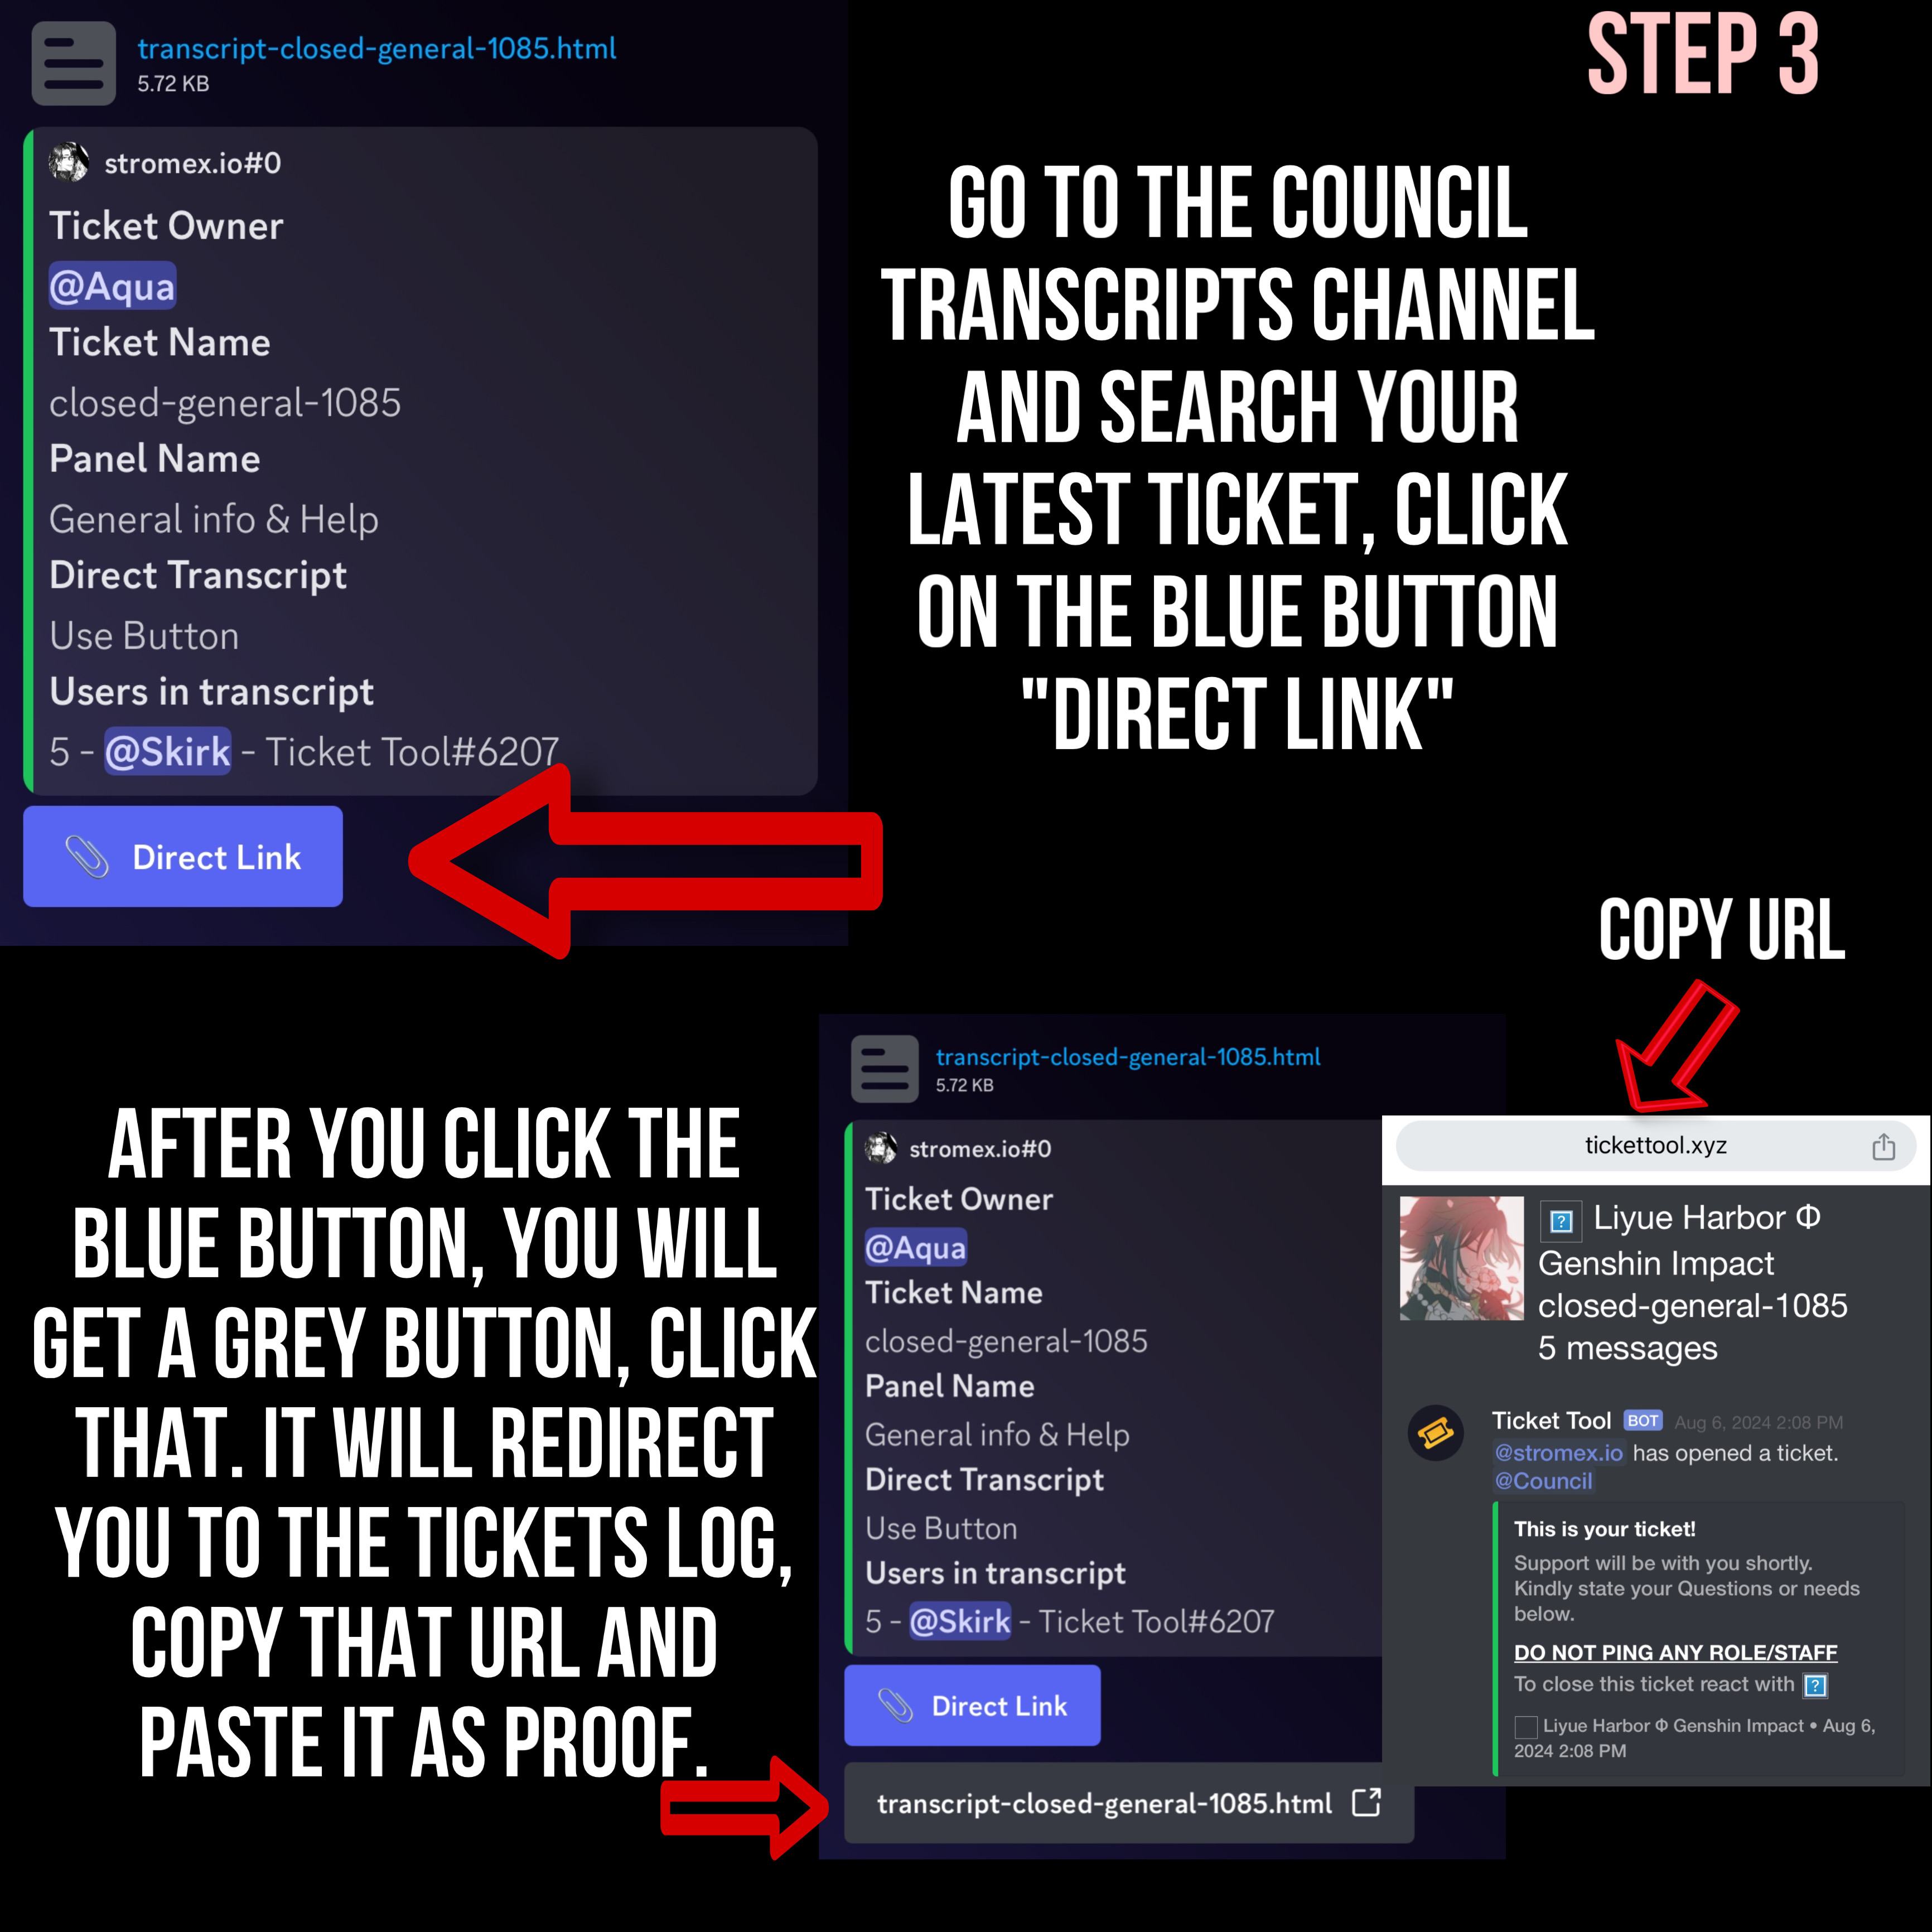 transcript-closed-general-1085.html
5.72 KB
stromex.io#0
Ticket Owner
@Aqua
Ticket Name
closed-general-1085
Panel Name
General info & Help
Direct Transcript
Use Button
Users in transcript
5 - @Skirk - Ticket Tool#6207
Direct Link
STEP 3
GO TO THE COUNCIL
TRANSCRIPTS CHANNEL
AND SEARCH YOUR
LATEST TICKET, CLICK
ON THE BLUE BUTTON
"DIRECT LINK"
AFTER YOU CLICK THE
BLUE BUTTON, YOU WILL
GET A GREY BUTTON, CLICK
THAT. IT WILL REDIRECT
YOU TO THE TICKETS LOG,
COPY THAT URL AND
PASTE IT AS PROOF.
transcript-closed-general-1085.html
5.72 KB
stromex.io#0
Ticket Owner
@Aqua
Ticket Name
closed-general-1085
Panel Name
General info & Help
Direct Transcript
Use Button
Users in transcript
5 - @Skirk - Ticket Tool#6207
Direct Link
transcript-closed-general-1085.html
COPY URL
tickettool.xyz
Liyue Harbor Φ
Genshin Impact
closed-general-1085
5 messages
Ticket Tool BOT Aug 6, 2024 2:08 PM
@stromex.io has opened a ticket.
@Council
This is your ticket!
Support will be with you shortly.
Kindly state your Questions or needs
below.
DO NOT PING ANY ROLE/STAFF
To close this ticket react with
Liyue Harbor Φ Genshin Impact • Aug 6,
2024 2:08 PM